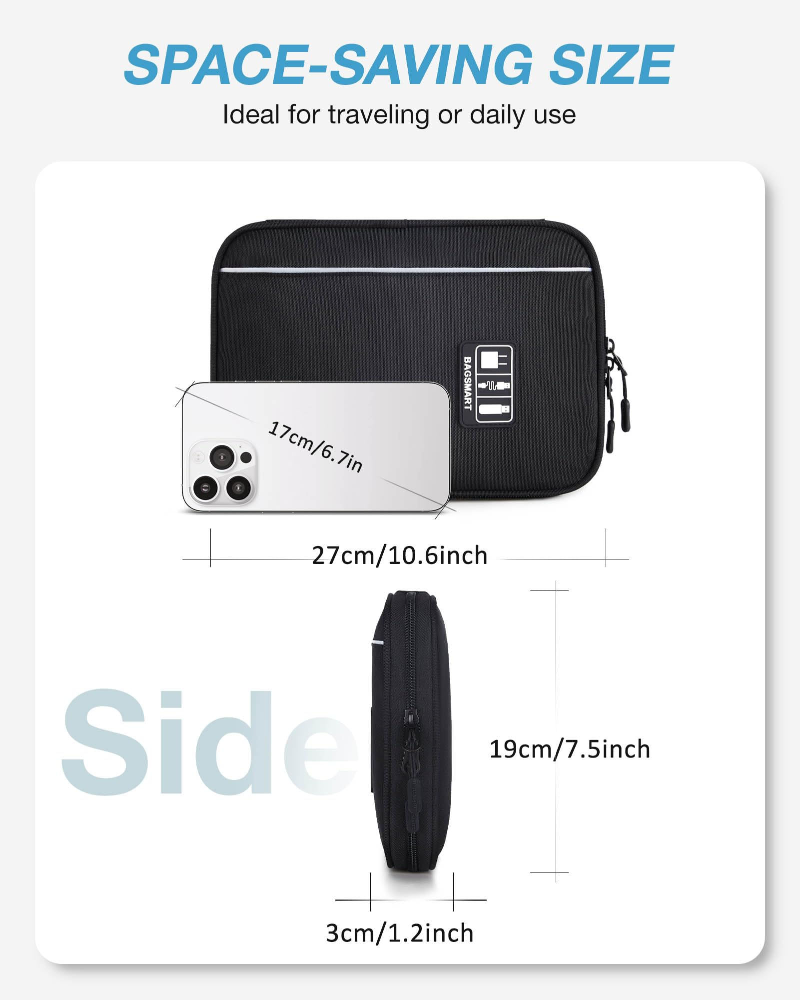 SPACE-SAVING SIZE
Ideal for traveling or daily use
BAGSMART
17cm/6.7in
27cm/10.6inch
Side
19cm/7.5inch
3cm/1.2inch